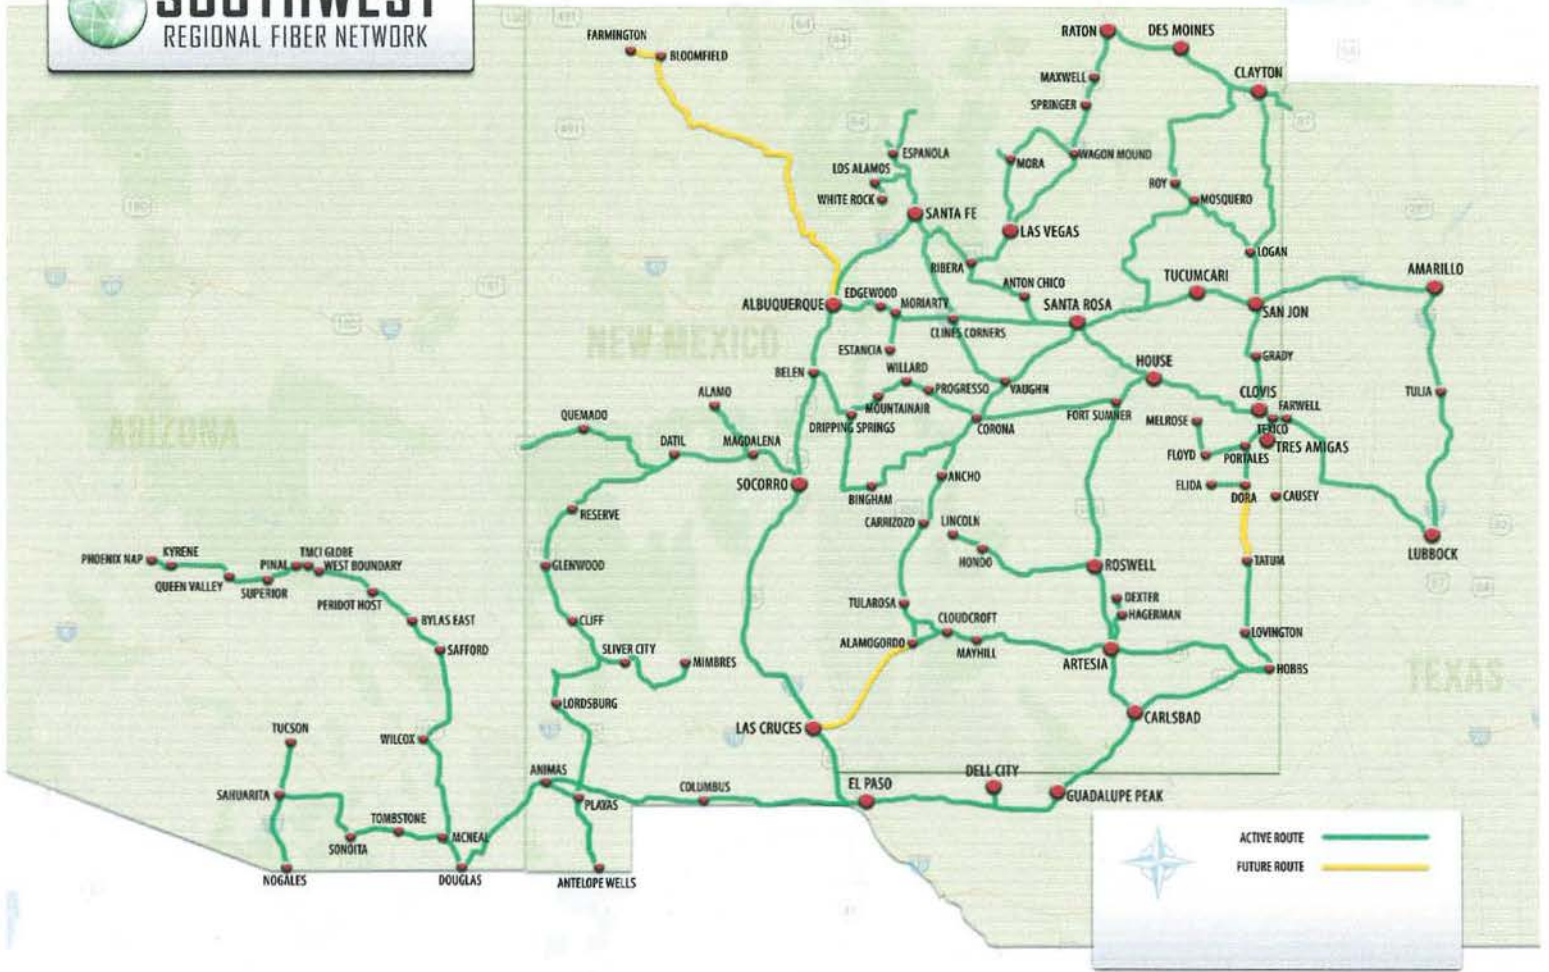 SOUTHWEST
REGIONAL FIBER NETWORK
FARMINGTON
BLOOMFIELD
RATON
DES MOINES
MAXWELL
CLAYTON
SPRINGER
ESPANOLA
LOS ALAMOS
WHITE ROCK
MORA
WAGON MOUND
ROY
MOSQUERO
SANTA FE
LAS VEGAS
RIBERA
LOGAN
ANTON CHICO
TUCUMCARI
AMARILLO
ALBUQUERQUE
EDGEWOOD
MORIARTY
SANTA ROSA
SAN JON
CLINES CORNERS
NEW MEXICO
ESTANCIA
GRADY
WILLARD
HOUSE
BELEN
PROGRESSO
VAUGHN
CLOVIS
TULIA
ALAMO
MOUNTAINAIR
FORT SUMNER
FARWELL
QUEMADO
DRIPPING SPRINGS
CORONA
MELROSE
TEXICO
ARIZONA
DATIL
MAGDALENA
FLOYD
PORTALES
TRES AMIGAS
SOCORRO
ANCHO
ELIDA
DORA
CAUSEY
BINGHAM
RESERVE
CARRIZOZO
LINCOLN
HONDO
LUBBOCK
PHOENIX NAP
KYRENE
PINAL
TMCI GLOBE
WEST BOUNDARY
QUEEN VALLEY
SUPERIOR
PERIDOT HOST
GLENWOOD
ROSWELL
TATUM
BYLAS EAST
CLIFF
TULAROSA
CLOUDCROFT
DEXTER
HAGERMAN
SAFFORD
SLIVER CITY
MIMBRES
ALAMOGORDO
MAYHILL
ARTESIA
LOVINGTON
HOBBS
TEXAS
LORDSBURG
CARLSBAD
TUCSON
WILCOX
LAS CRUCES
ANIMAS
COLUMBUS
EL PASO
DELL CITY
GUADALUPE PEAK
SAHUARITA
PLAYAS
TOMBSTONE
MCNEAL
SONOITA
NOGALES
DOUGLAS
ANTELOPE WELLS
ACTIVE ROUTE
FUTURE ROUTE